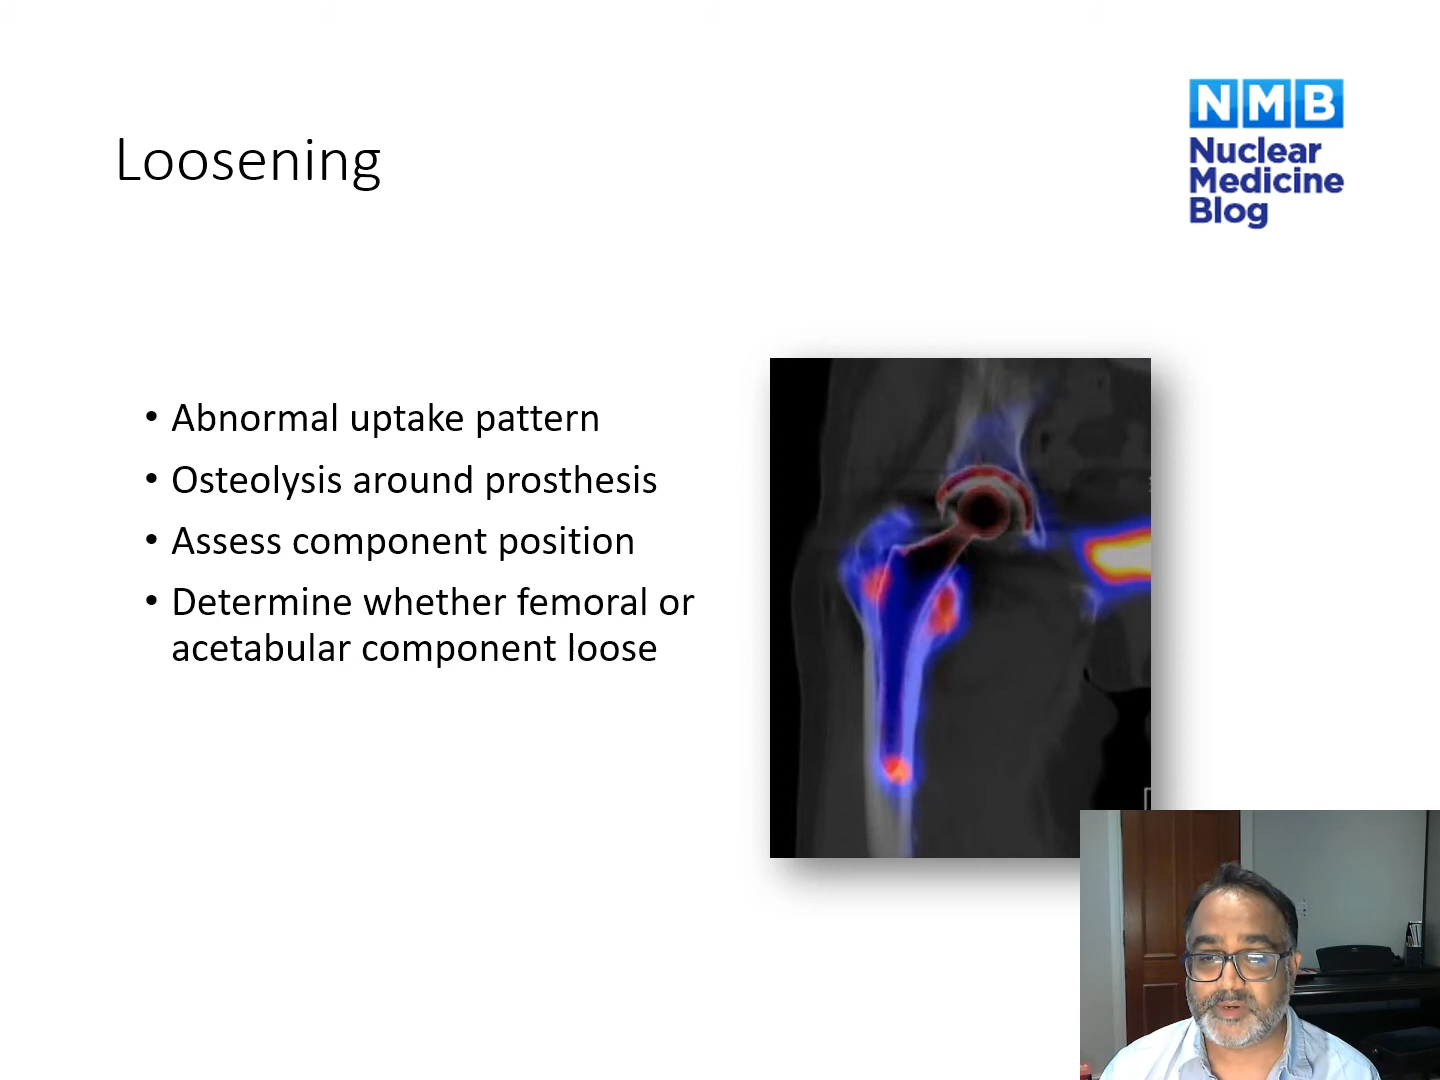 Loosening
NMB
Nuclear
Medicine
Blog
• Abnormal uptake pattern
• Osteolysis around prosthesis
• Assess component position
• Determine whether femoral or
acetabular component loose